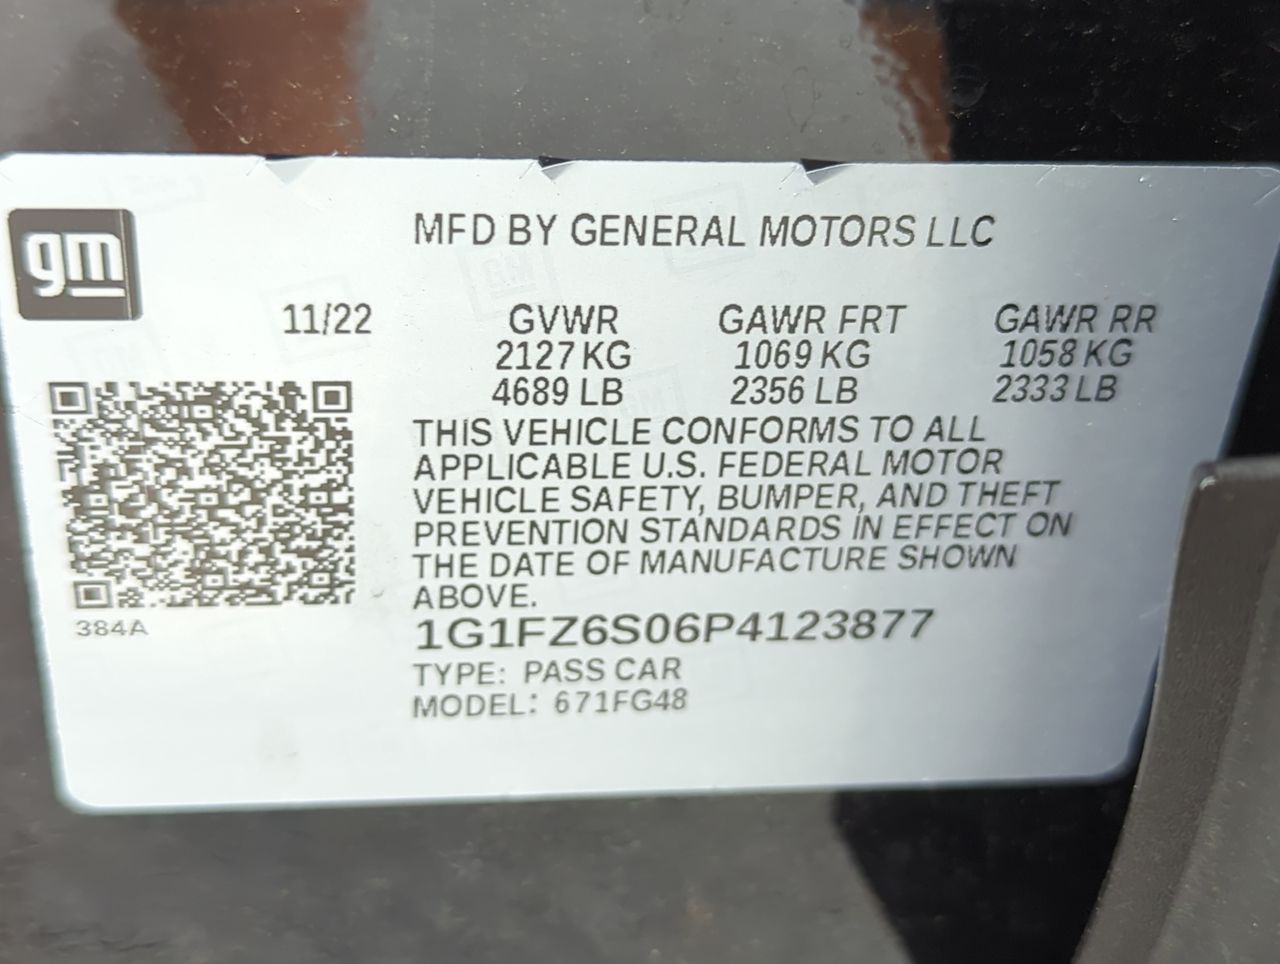 MFD BY GENERAL MOTORS LLC
gm
11/22 GVWR GAWR FRT GAWR RR
2127 KG 1069 KG 1058 KG
4689 LB 2356 LB 2333 LB
THIS VEHICLE CONFORMS TO ALL
APPLICABLE U.S. FEDERAL MOTOR
VEHICLE SAFETY, BUMPER, AND THEFT
PREVENTION STANDARDS IN EFFECT ON
THE DATE OF MANUFACTURE SHOWN
ABOVE.
384A
1G1FZ6S06P4123877
TYPE: PASS CAR
MODEL: 671FG48